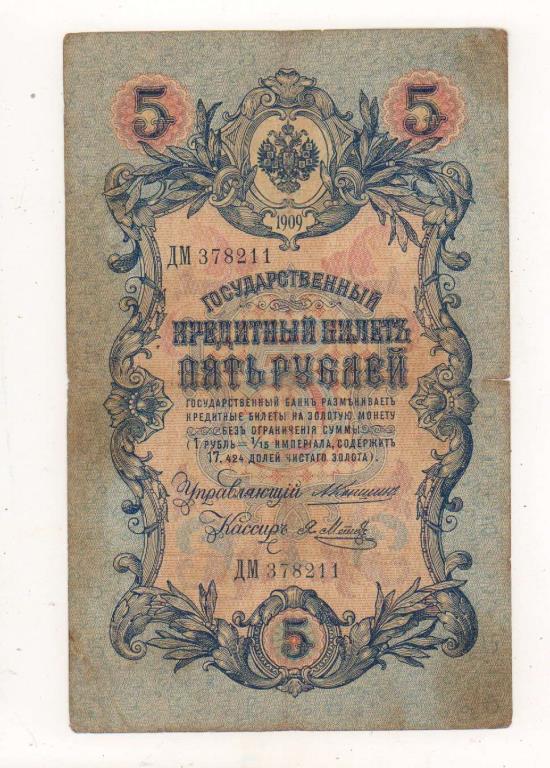 5 5
1909
ДМ 378211
ГОСУДАРСТВЕННЫЙ
КРЕДИТНЫЙ БИЛЕТЪ
ПЯТЬ РУБЛЕЙ
ГОСУДАРСТВЕННЫЙ БАНКЪ РАЗМѢНИВАЕТЪ
КРЕДИТНЫЕ БИЛЕТЫ НА ЗОЛОТУЮ МОНЕТУ
БЕЗЪ ОГРАНИЧЕНІЯ СУММЫ
(1 РУБЛЬ = 1/15 ИМПЕРІАЛА, СОДЕРЖИТЪ
17,424 ДОЛЕЙ ЧИСТАГО ЗОЛОТА).
Управляющій
Кассиръ
ДМ 378211
5